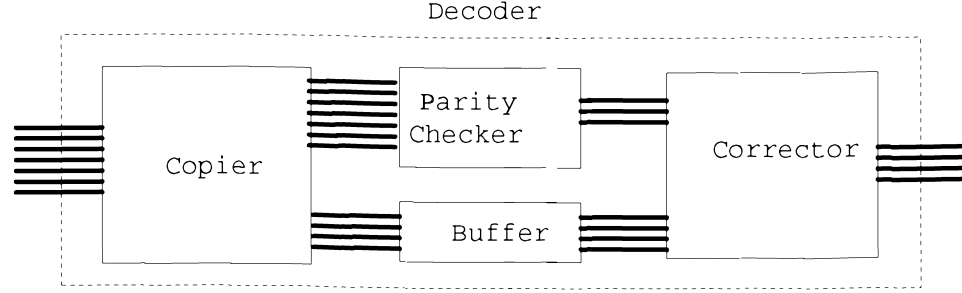 Decoder
Parity
Checker
Copier
Corrector
Buffer